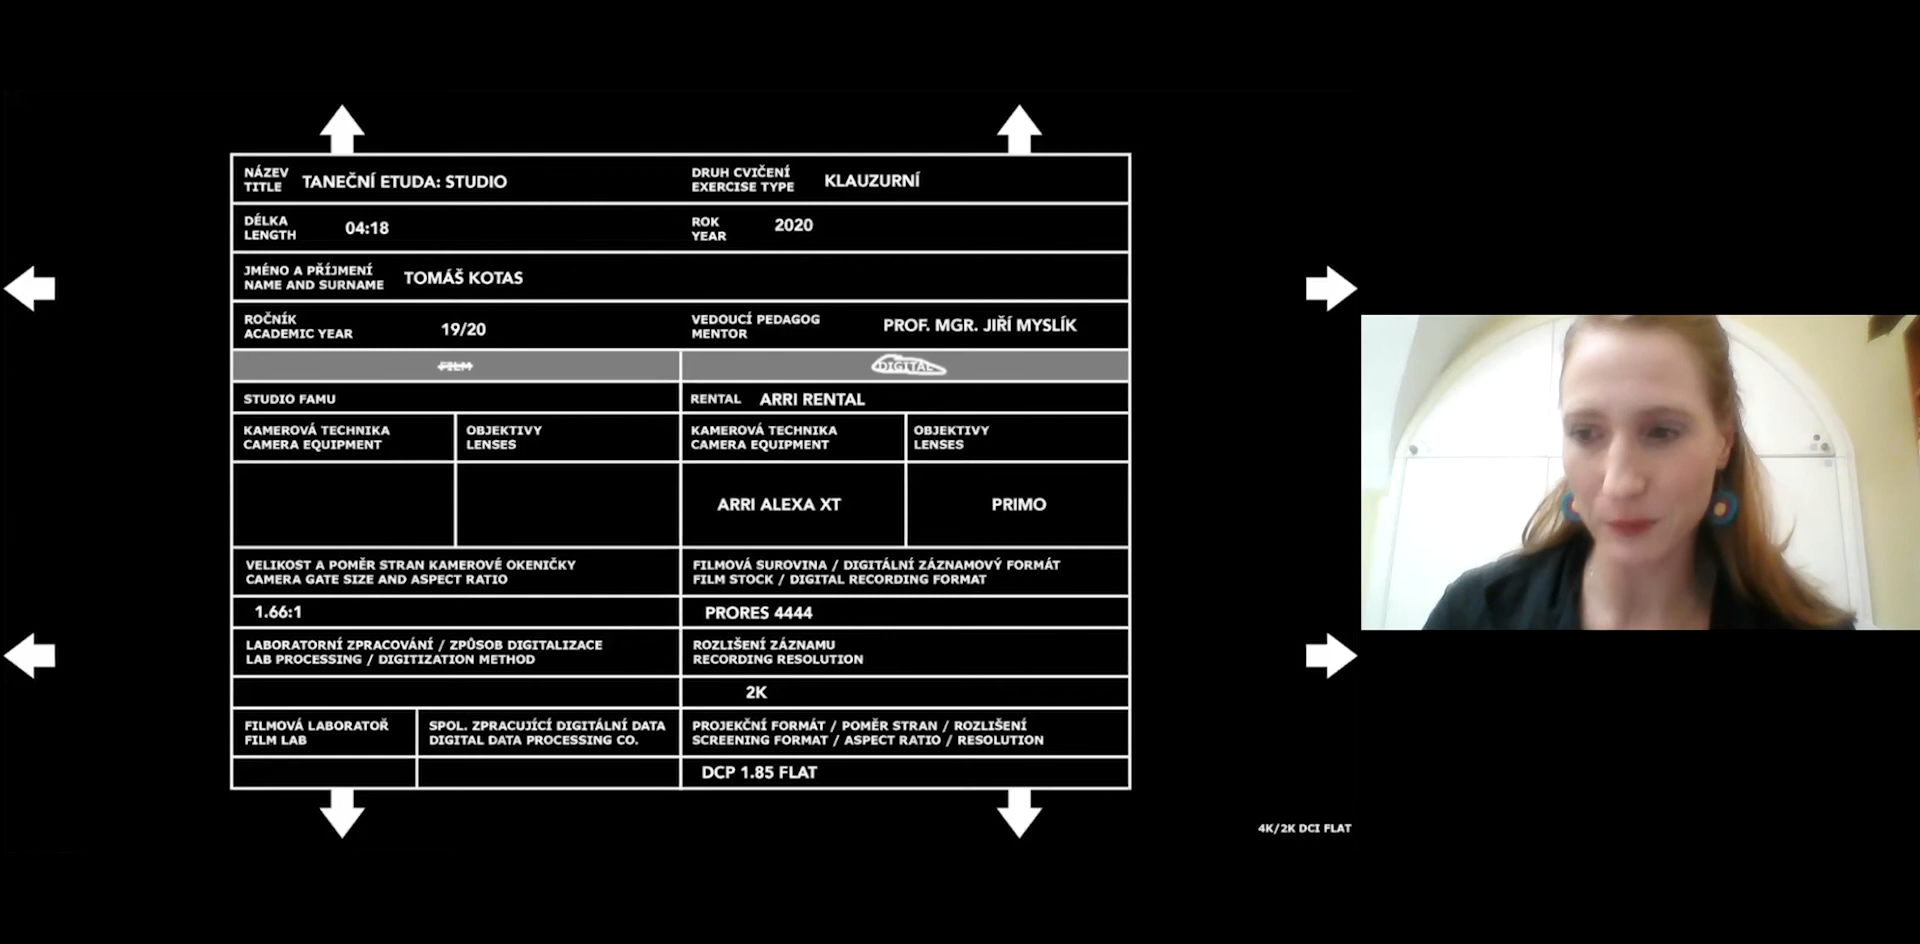 NÁZEV
TITLE
TANEČNÍ ETUDA: STUDIO
DRUH CVIČENÍ
EXERCISE TYPE
KLAUZURNÍ
DÉLKA
LENGTH
04:18
ROK
YEAR
2020
JMÉNO A PŘÍJMENÍ
NAME AND SURNAME
TOMÁŠ KOTAS
ROČNÍK
ACADEMIC YEAR
19/20
VEDOUCÍ PEDAGOG
MENTOR
PROF. MGR. JIŘÍ MYSLÍK
FILM
DIGITAL
STUDIO FAMU
RENTAL ARRI RENTAL
KAMEROVÁ TECHNIKA
CAMERA EQUIPMENT
OBJEKTIVY
LENSES
KAMEROVÁ TECHNIKA
CAMERA EQUIPMENT
OBJEKTIVY
LENSES
ARRI ALEXA XT
PRIMO
VELIKOST A POMĚR STRAN KAMEROVÉ OKENIČKY
CAMERA GATE SIZE AND ASPECT RATIO
FILMOVÁ SUROVINA / DIGITÁLNÍ ZÁZNAMOVÝ FORMÁT
FILM STOCK / DIGITAL RECORDING FORMAT
1.66:1
PRORES 4444
LABORATORNÍ ZPRACOVÁNÍ / ZPŮSOB DIGITALIZACE
LAB PROCESSING / DIGITIZATION METHOD
ROZLIŠENÍ ZÁZNAMU
RECORDING RESOLUTION
2K
FILMOVÁ LABORATOŘ
FILM LAB
SPOL. ZPRACUJÍCÍ DIGITÁLNÍ DATA
DIGITAL DATA PROCESSING CO.
PROJEKČNÍ FORMÁT / POMĚR STRAN / ROZLIŠENÍ
SCREENING FORMAT / ASPECT RATIO / RESOLUTION
DCP 1.85 FLAT
4K/2K DCI FLAT